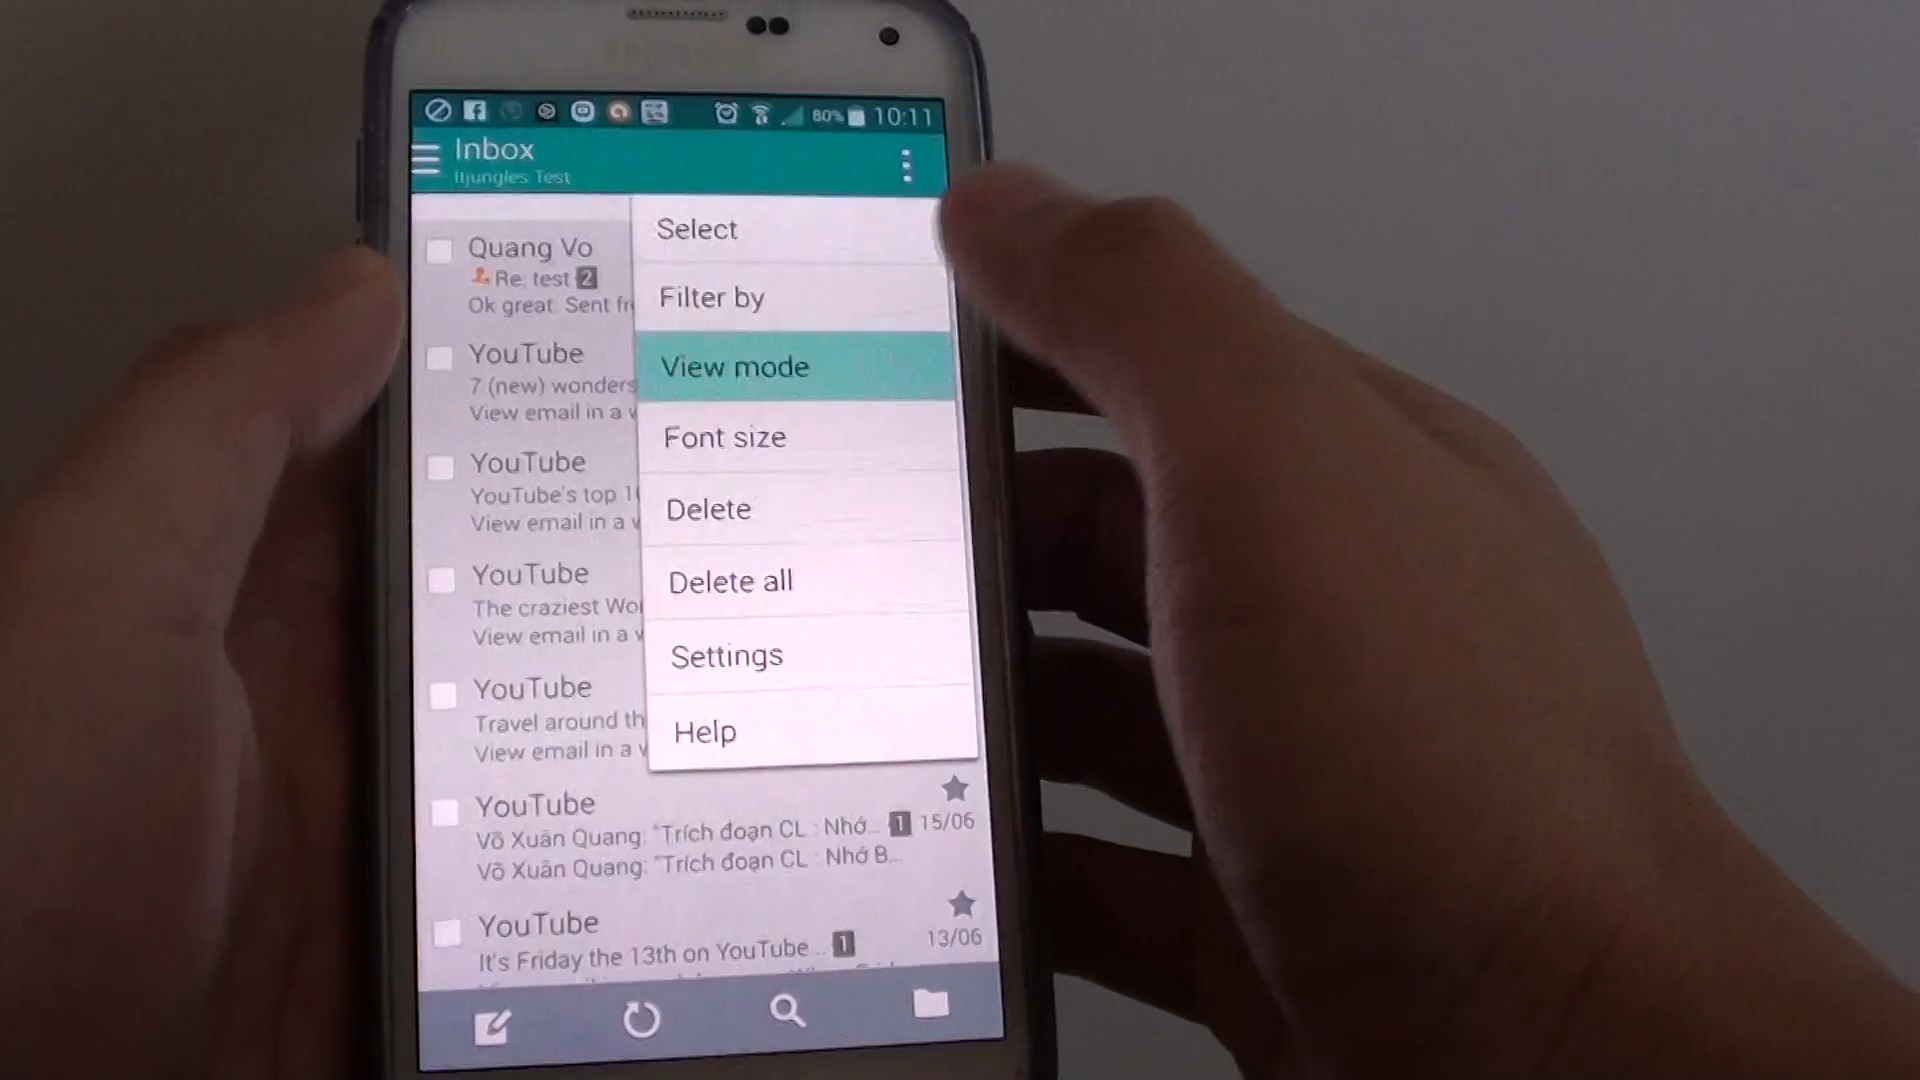 80% 10:11
Inbox
Itjungles Test
Select
Filter by
View mode
Font size
Delete
Delete all
Settings
Help
Quang Vo
Re: test 2
Ok great. Sent fr
YouTube
7 (new) wonders
View email in a w
YouTube
YouTube's top 1
View email in a w
YouTube
The craziest Wo
View email in a w
YouTube
Travel around th
View email in a w
YouTube
Võ Xuân Quang: "Trích đoạn CL : Nhớ... 1 15/06
Võ Xuân Quang: "Trích đoạn CL : Nhớ B...
YouTube
It's Friday the 13th on YouTube ... 1 13/06